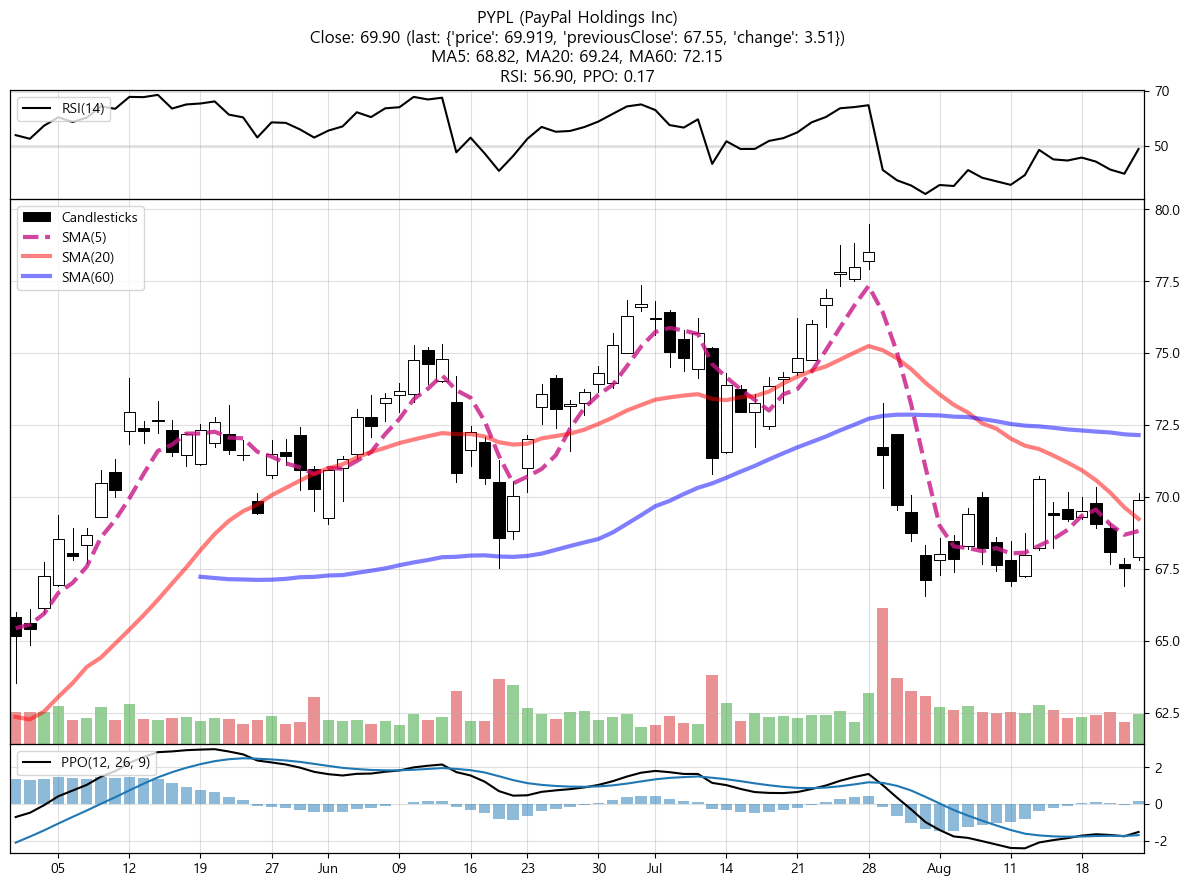 PYPL (PayPal Holdings Inc)
Close: 69.90 (last: {'price': 69.919, 'previousClose': 67.55, 'change': 3.51})
MA5: 68.82, MA20: 69.24, MA60: 72.15
RSI: 56.90, PPO: 0.17
RSI(14)
70
50
Candlesticks
SMA(5)
SMA(20)
SMA(60)
80.0
77.5
75.0
72.5
70.0
67.5
65.0
62.5
PPO(12, 26, 9)
2
0
-2
05 12 19 27 Jun 09 16 23 30 Jul 14 21 28 Aug 11 18